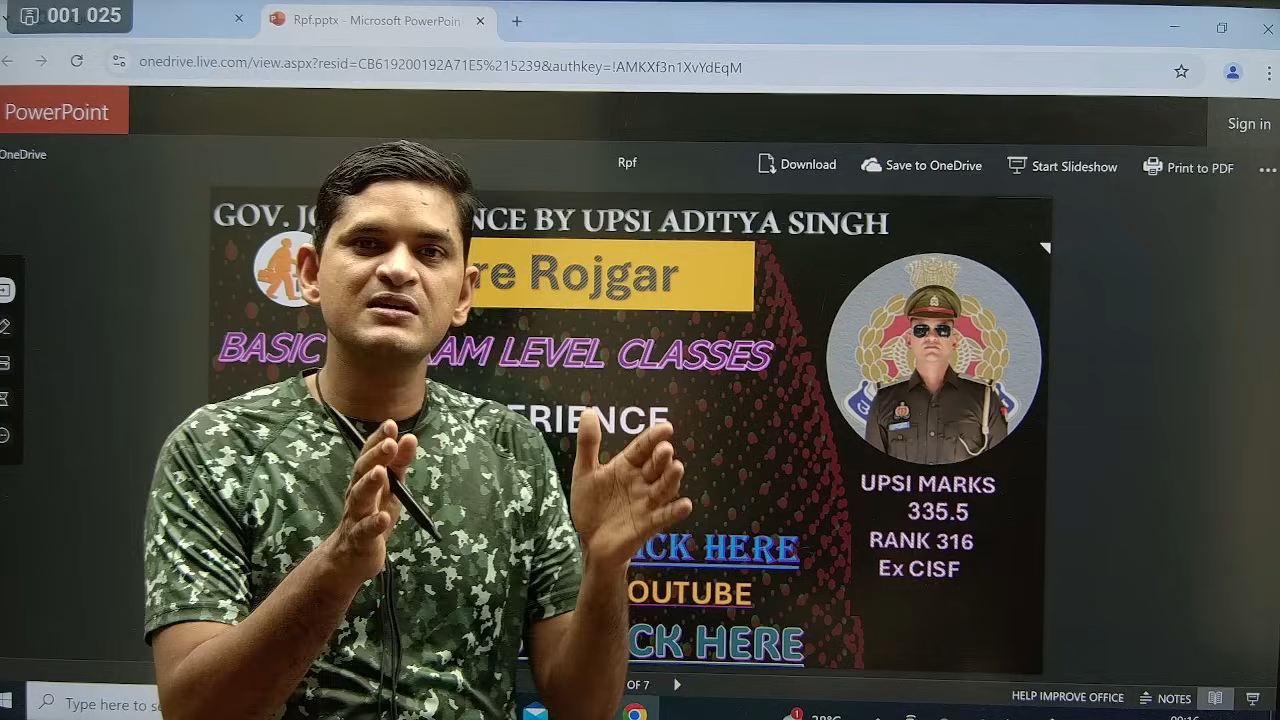 001 025
Rpf.pptx - Microsoft PowerPoin
onedrive.live.com/view.aspx?resid=CB619200192A71E5%215239&authkey=!AMKXf3n1XvYdEqM
PowerPoint
Sign in
OneDrive
Rpf
Download
Save to OneDrive
Start Slideshow
Print to PDF
GOV. JO NCE BY UPSI ADITYA SINGH
re Rojgar
BASIC AM LEVEL CLASSES
ERIENCE
UPSI MARKS
335.5
RANK 316
Ex CISF
ICK HERE
OUTUBE
CK HERE
OF 7
HELP IMPROVE OFFICE
NOTES
Type here to se